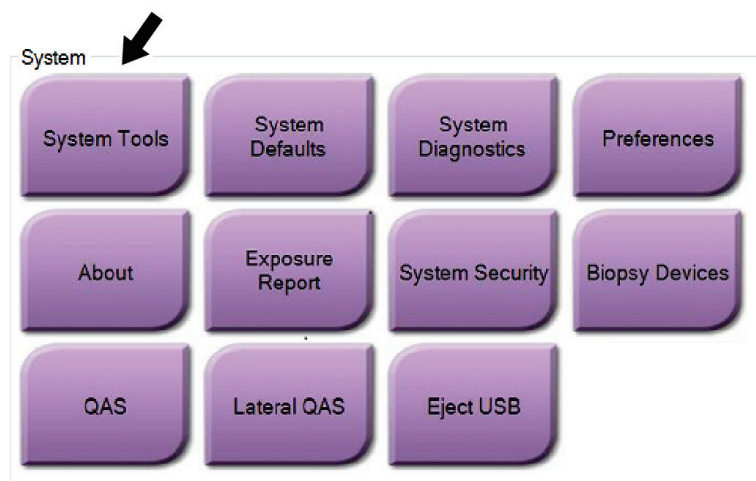 System
System Tools
System
Defaults
System
Diagnostics
Preferences
About
Exposure
Report
System Security
Biopsy Devices
QAS
Lateral QAS
Eject USB